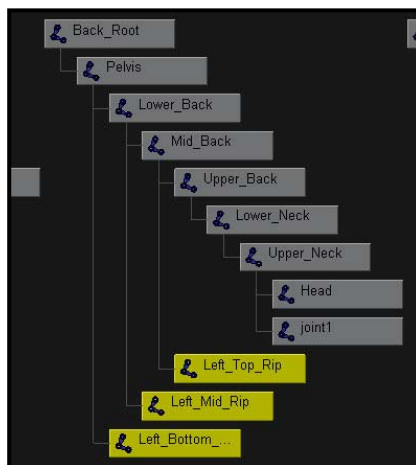 Back_Root
Pelvis
Lower_Back
Mid_Back
Upper_Back
Lower_Neck
Upper_Neck
Head
joint1
Left_Top_Rip
Left_Mid_Rip
Left_Bottom_...